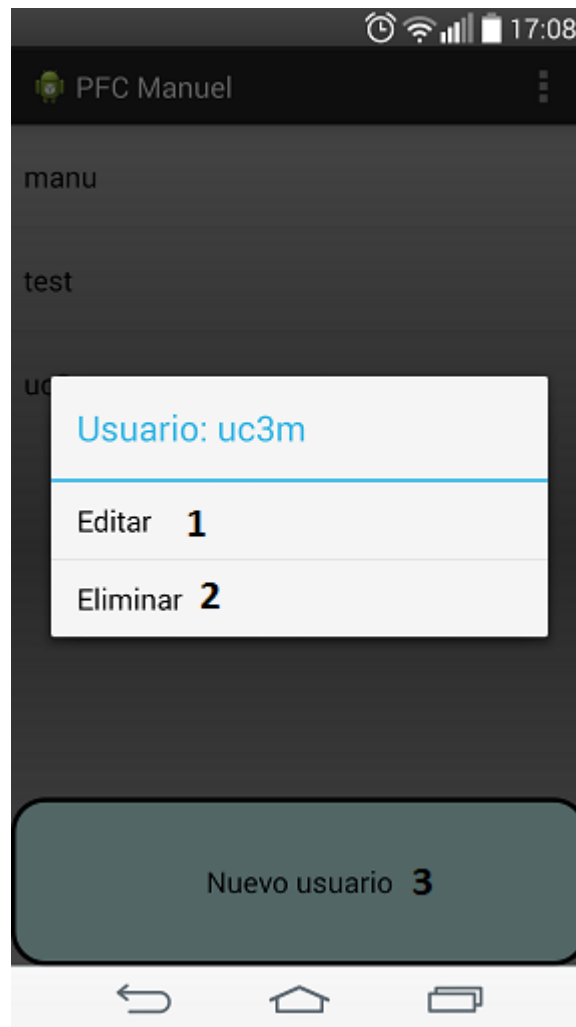 17:08
PFC Manuel
manu
test
Usuario: uc3m
Editar 1
Eliminar 2
Nuevo usuario 3